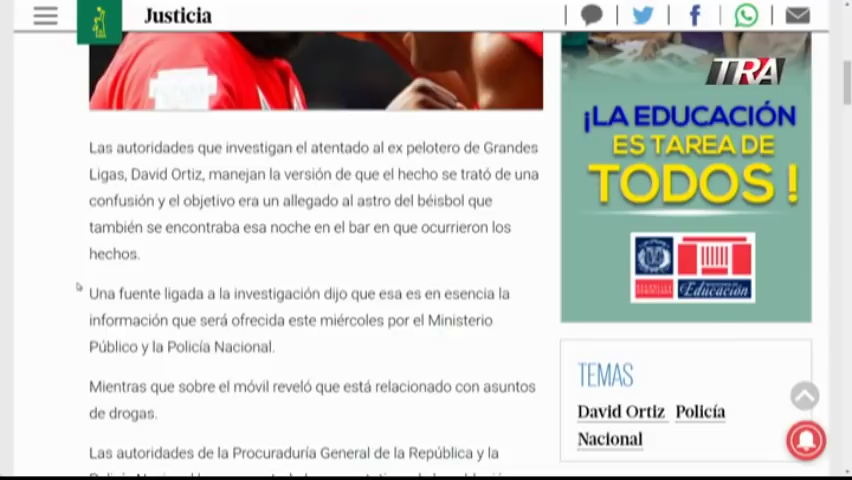 Justicia
TRA
¡LA EDUCACIÓN
ES TAREA DE
TODOS !
Educación
Las autoridades que investigan el atentado al ex pelotero de Grandes
Ligas, David Ortiz, manejan la versión de que el hecho se trató de una
confusión y el objetivo era un allegado al astro del béisbol que
también se encontraba esa noche en el bar en que ocurrieron los
hechos.
Una fuente ligada a la investigación dijo que esa es en esencia la
información que será ofrecida este miércoles por el Ministerio
Público y la Policía Nacional.
Mientras que sobre el móvil reveló que está relacionado con asuntos
de drogas.
Las autoridades de la Procuraduría General de la República y la
TEMAS
David Ortiz Policía
Nacional